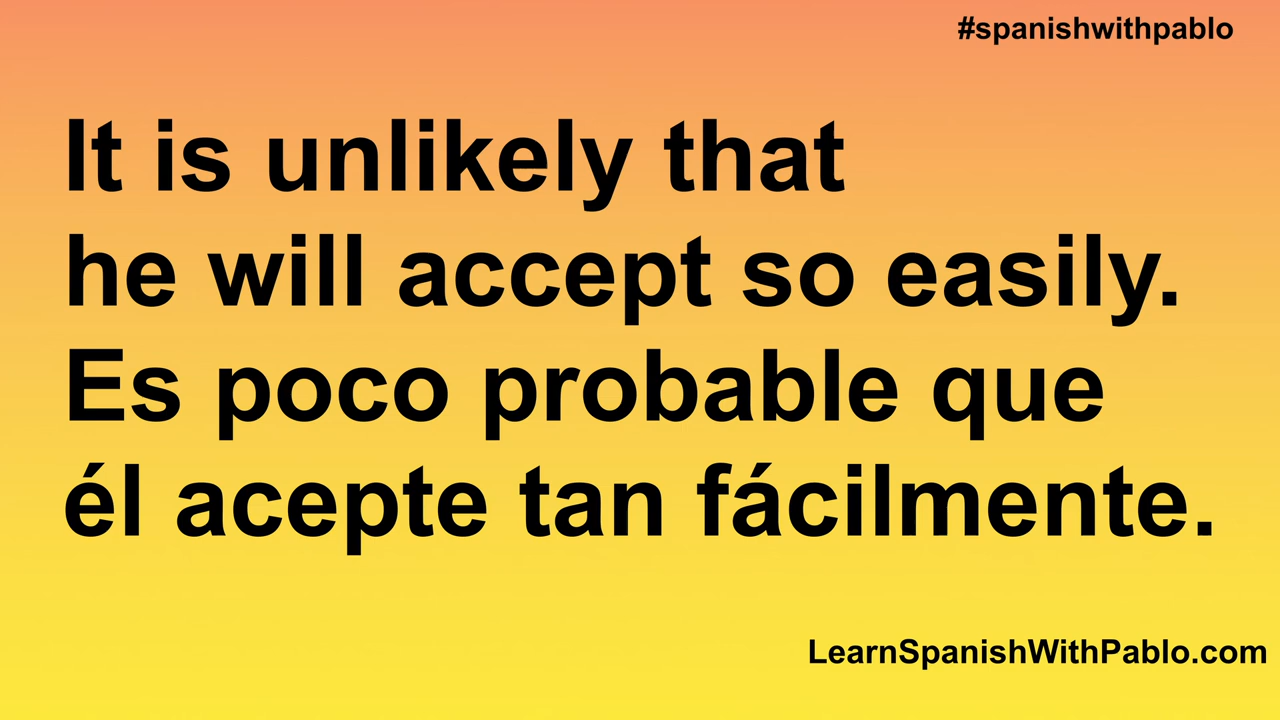 #spanishwithpablo
It is unlikely that
he will accept so easily.
Es poco probable que
él acepte tan fácilmente.
LearnSpanishWithPablo.com